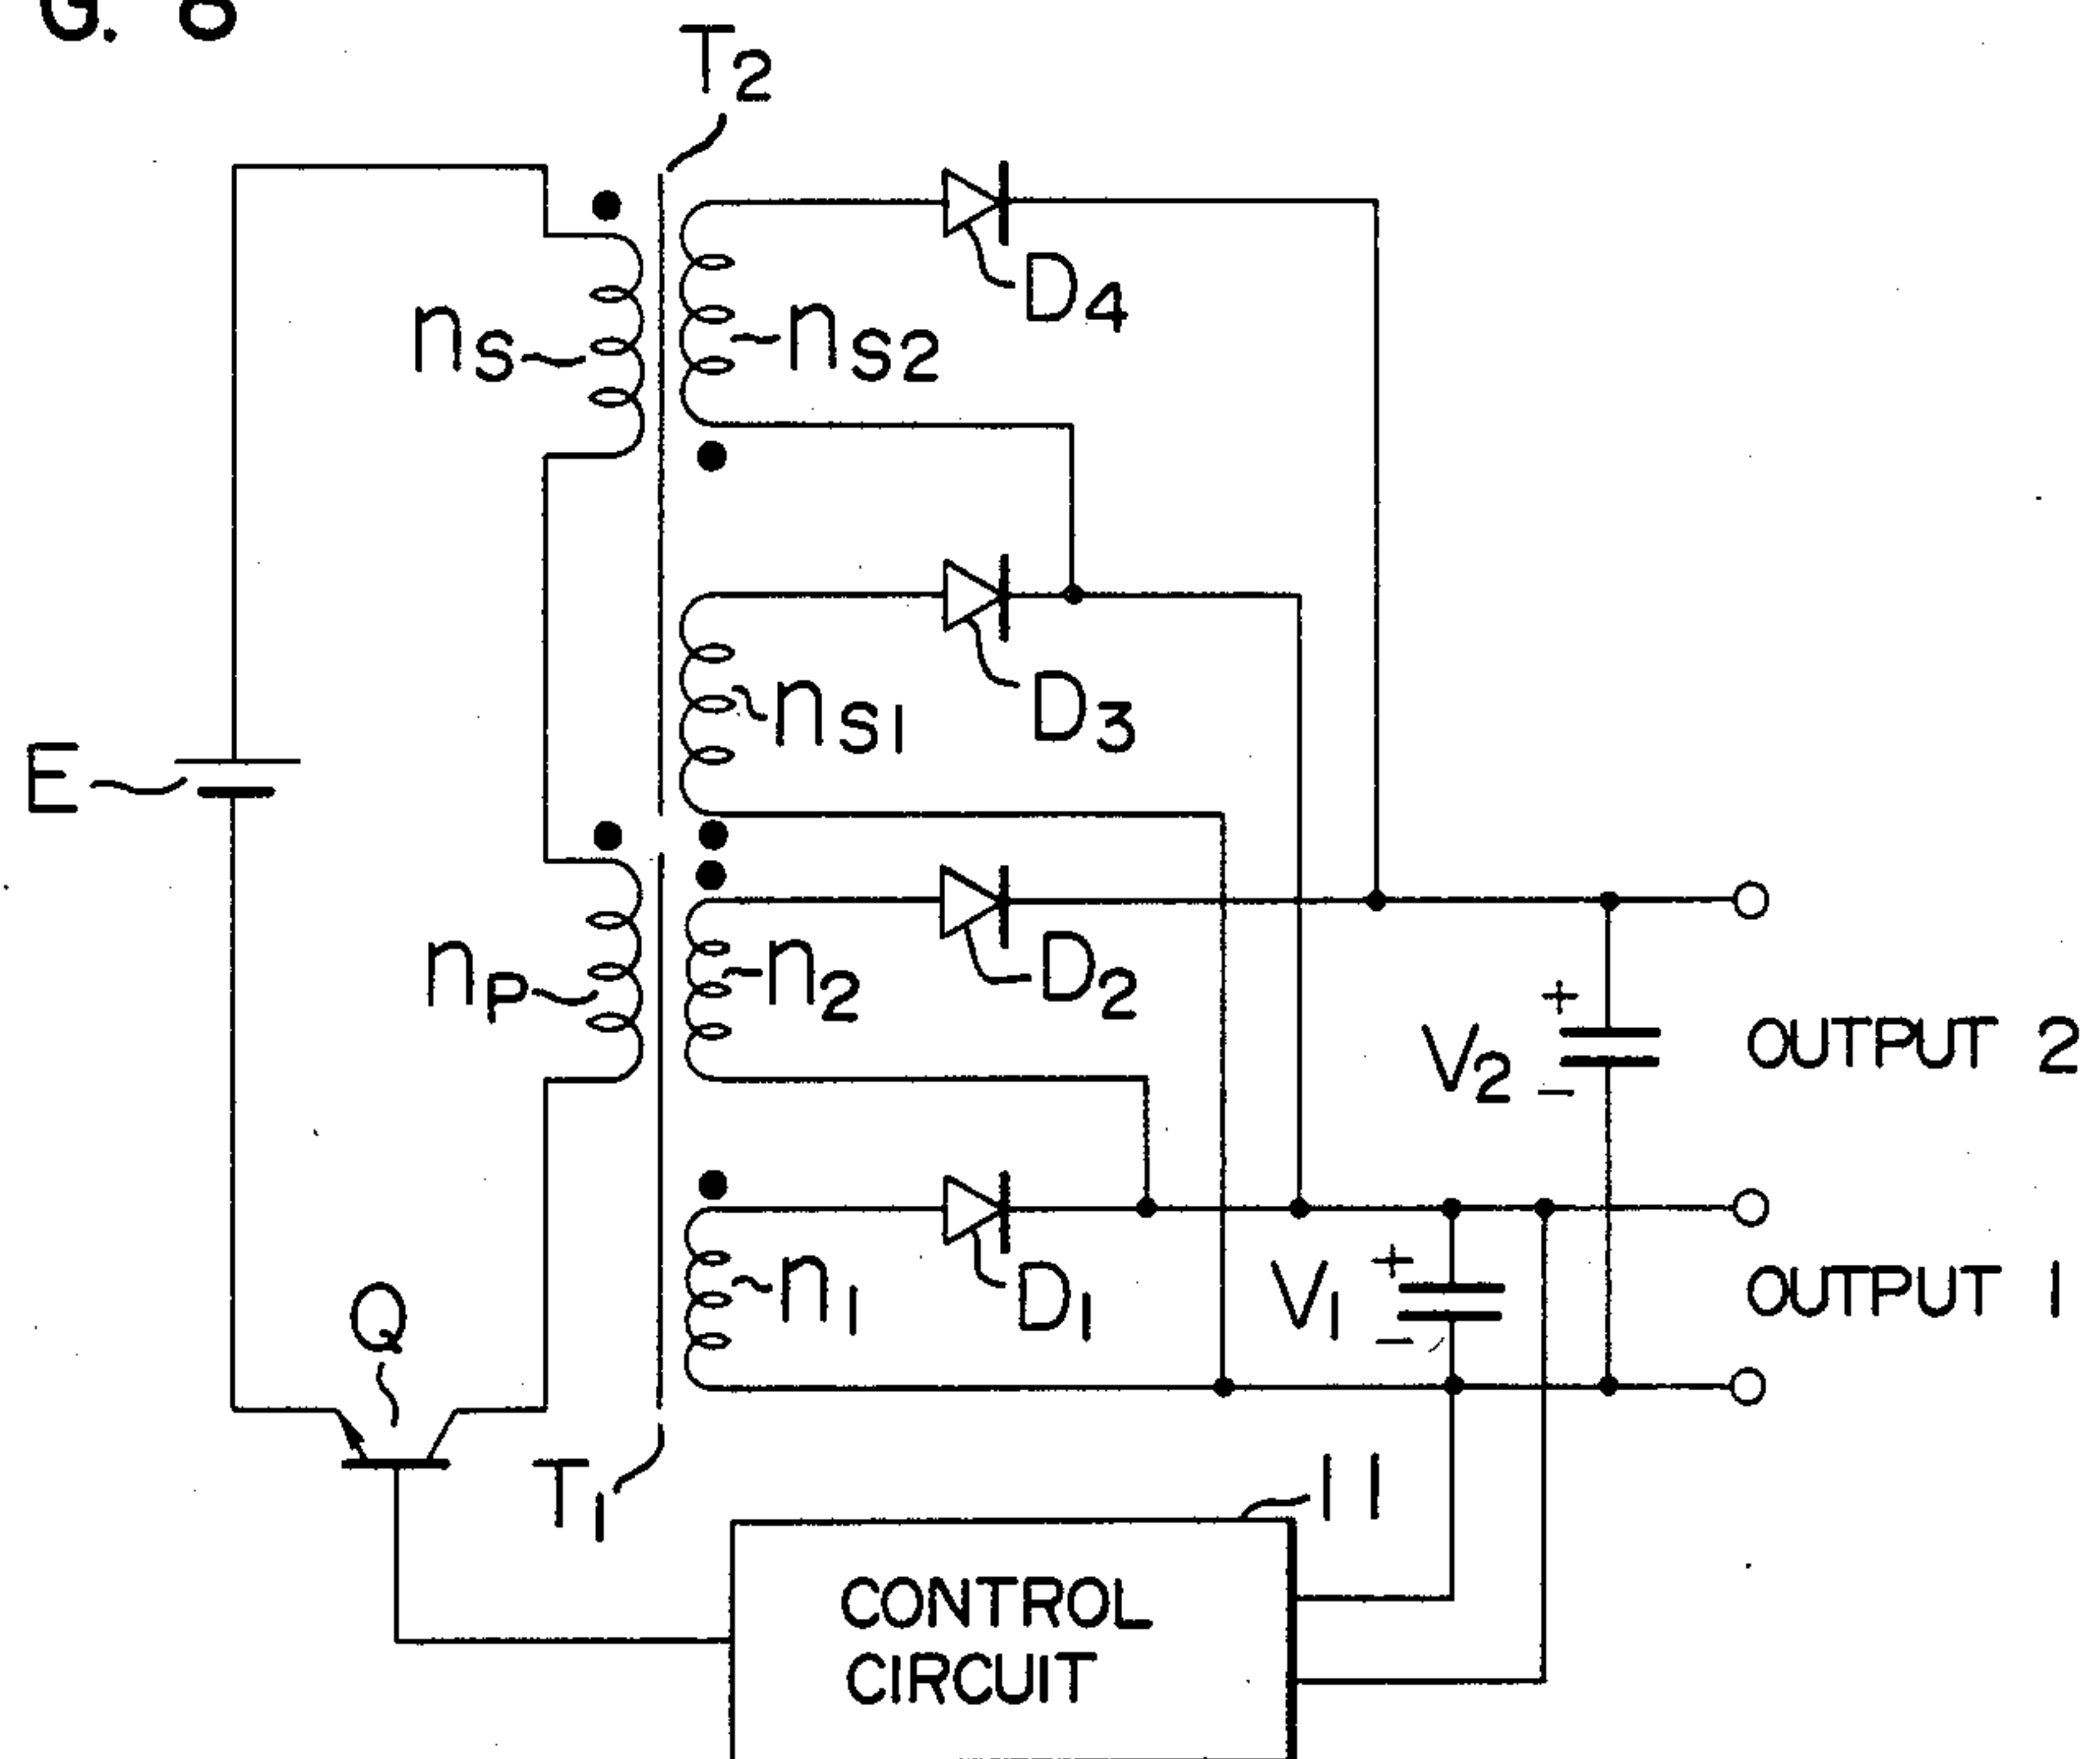 G. 8
T2
D4
nS
nS2
D3
nS1
E
nP
n2
D2
+
V2
−
OUTPUT 2
n1
D1
+
V1
−
OUTPUT 1
Q
T1
11
CONTROL
CIRCUIT